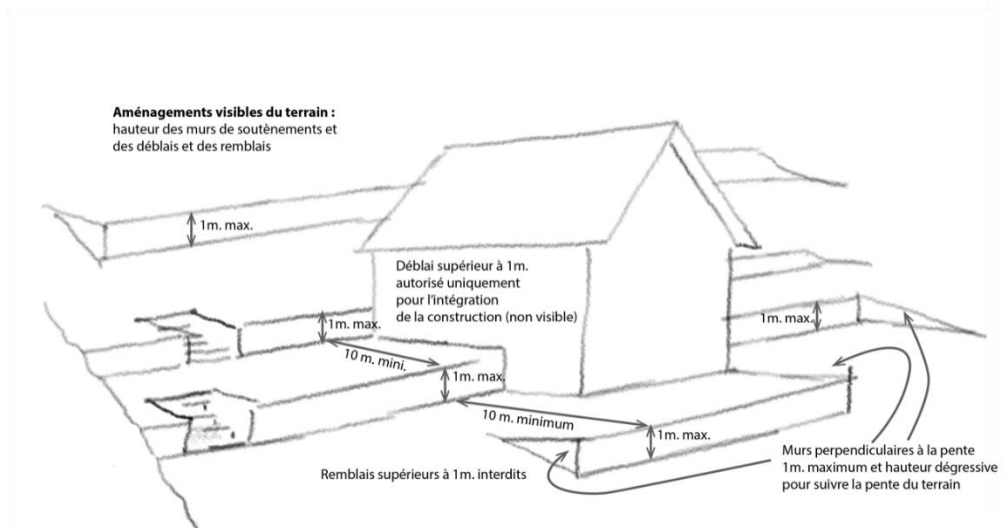 Aménagements visibles du terrain :
hauteur des murs de soutènements et
des déblais et des remblais
1m. max.
Déblai supérieur à 1m.
autorisé uniquement
pour l'intégration
de la construction (non visible)
1m. max.
10 m. mini.
1m. max.
1m. max.
10 m. minimum
1m. max.
Remblais supérieurs à 1m. interdits
Murs perpendiculaires à la pente
1m. maximum et hauteur dégressive
pour suivre la pente du terrain